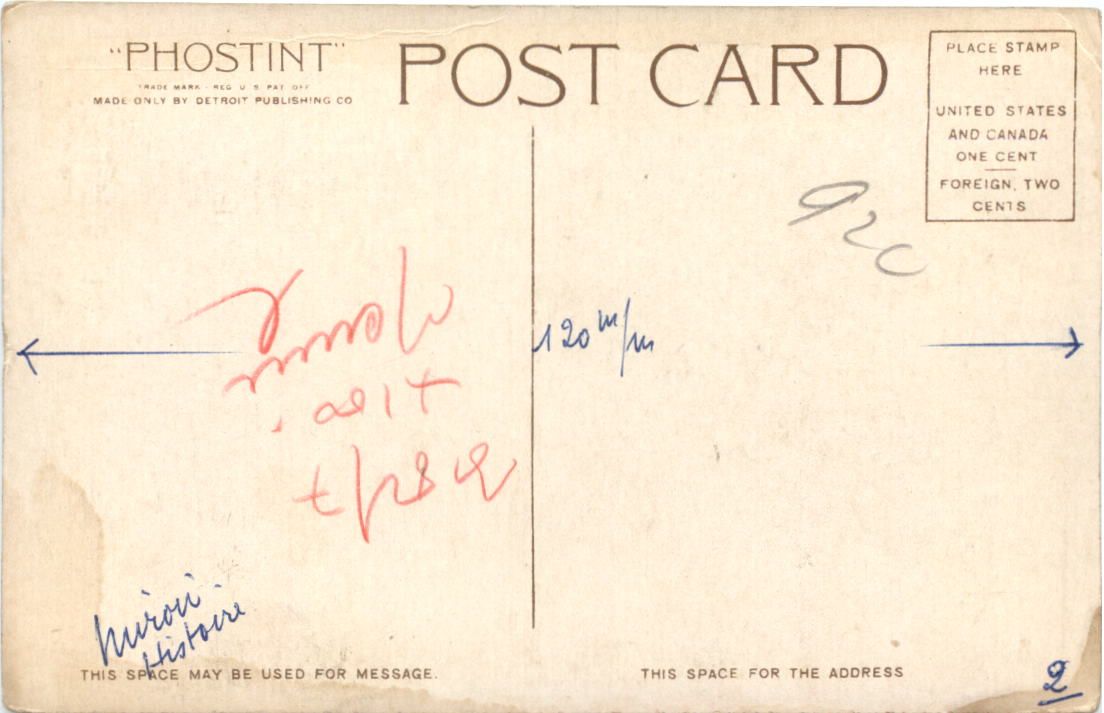 "PHOSTINT"
TRADE MARK - REG U S PAT OFF
MADE ONLY BY DETROIT PUBLISHING CO
POST CARD
PLACE STAMP
HERE
UNITED STATES
AND CANADA
ONE CENT
FOREIGN, TWO
CENTS
120 m/m
Miroir
Histoire
THIS SPACE MAY BE USED FOR MESSAGE.
THIS SPACE FOR THE ADDRESS
2